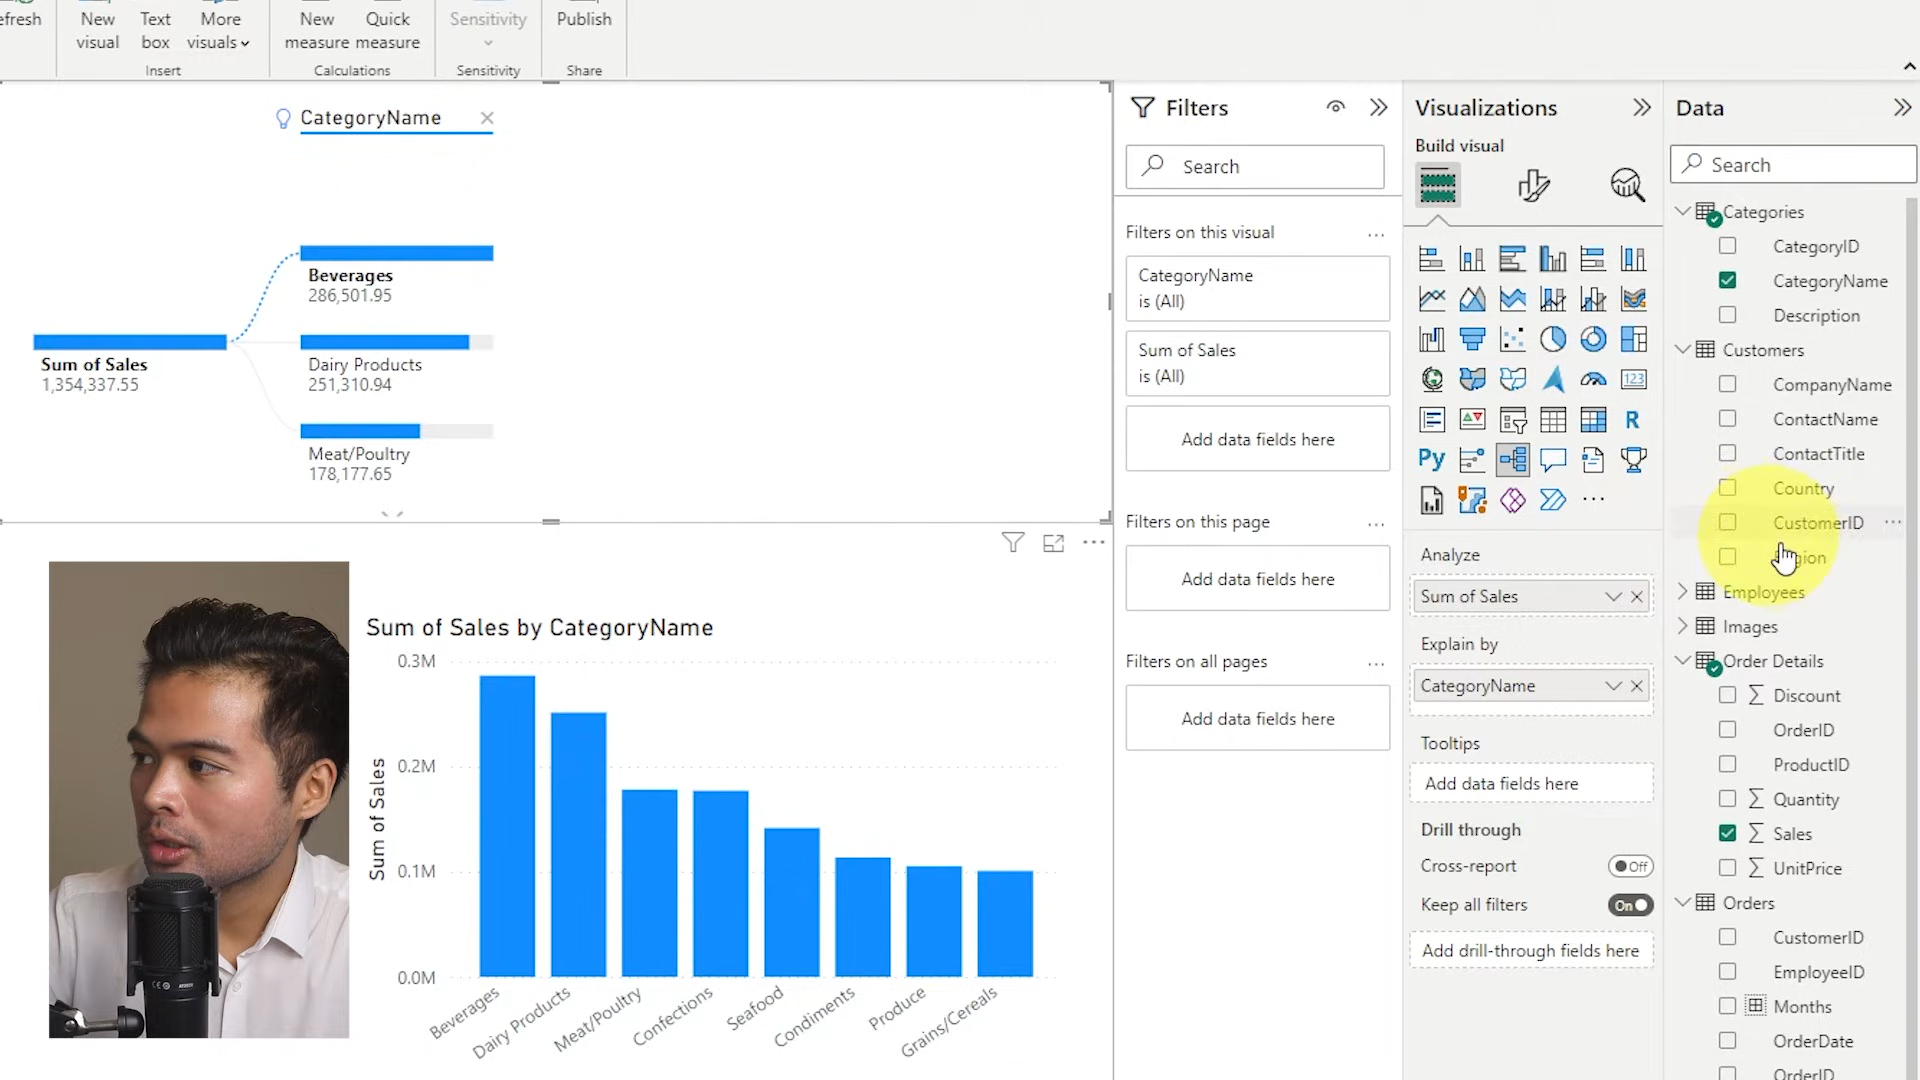 efresh
New visual
Text box
More visuals
Insert
New measure
Quick measure
Calculations
Sensitivity
Sensitivity
Publish
Share
CategoryName
Beverages
286,501.95
Sum of Sales
1,354,337.55
Dairy Products
251,310.94
Meat/Poultry
178,177.65
Sum of Sales by CategoryName
Sum of Sales
0.3M
0.2M
0.1M
0.0M
Beverages
Dairy Products
Meat/Poultry
Confections
Seafood
Condiments
Produce
Grains/Cereals
Filters
Search
Filters on this visual
CategoryName
is (All)
Sum of Sales
is (All)
Add data fields here
Filters on this page
Add data fields here
Filters on all pages
Add data fields here
Visualizations
Build visual
123
R
Py
Analyze
Sum of Sales
Explain by
CategoryName
Tooltips
Add data fields here
Drill through
Cross-report
Off
Keep all filters
On
Add drill-through fields here
Data
Search
Categories
CategoryID
CategoryName
Description
Customers
CompanyName
ContactName
ContactTitle
Country
CustomerID
gion
Employees
Images
Order Details
Discount
OrderID
ProductID
Quantity
Sales
UnitPrice
Orders
CustomerID
EmployeeID
Months
OrderDate
OrderID